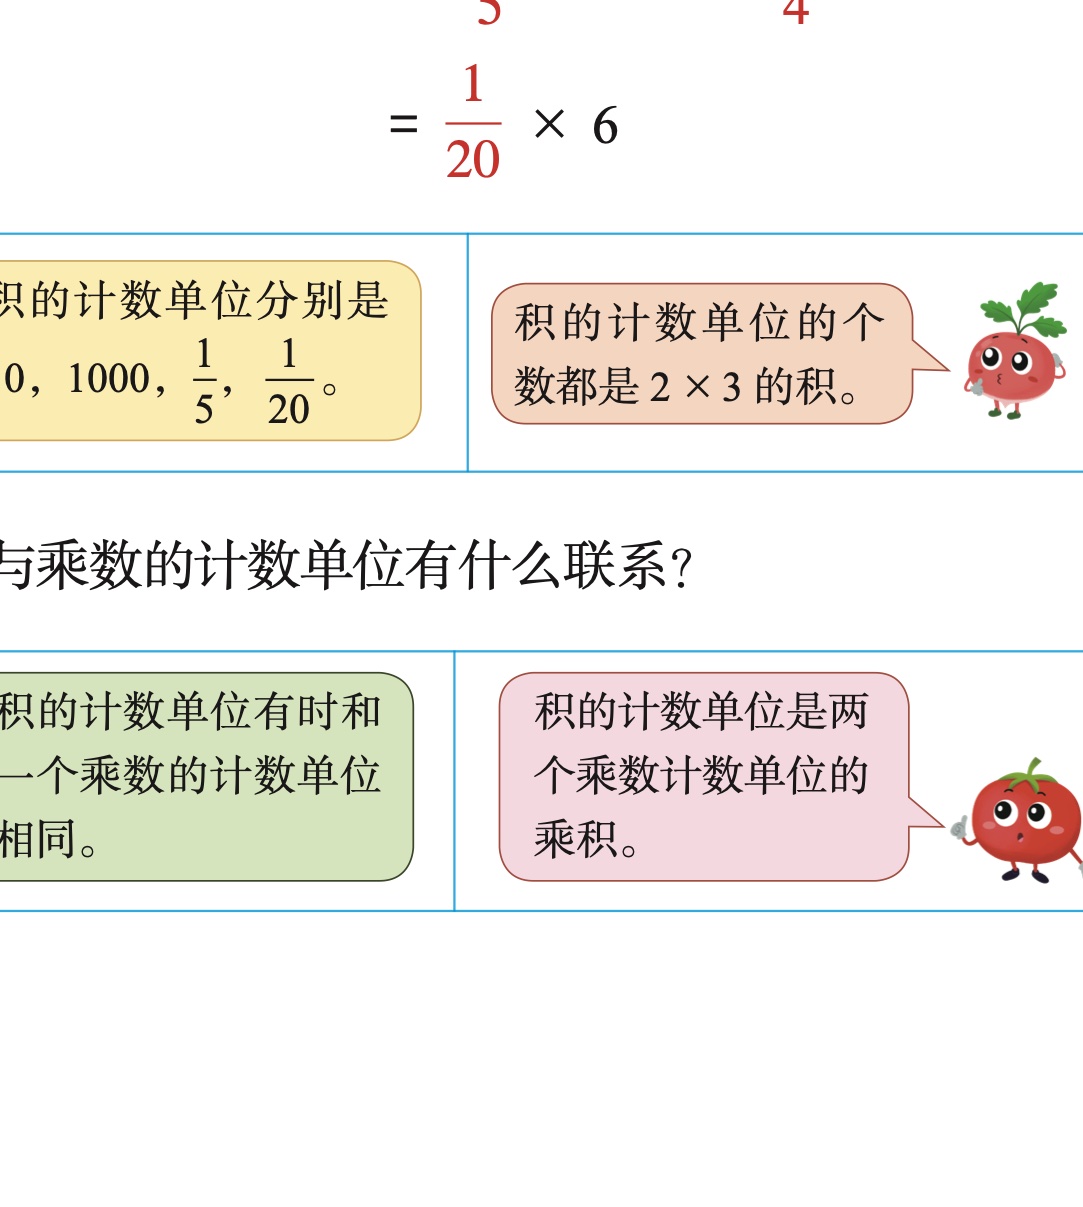 5 4
= 1/20 × 6
积的计数单位分别是
0，1000，1/5，1/20。
积的计数单位的个
数都是 2 × 3 的积。
与乘数的计数单位有什么联系？
积的计数单位有时和
一个乘数的计数单位
相同。
积的计数单位是两
个乘数计数单位的
乘积。